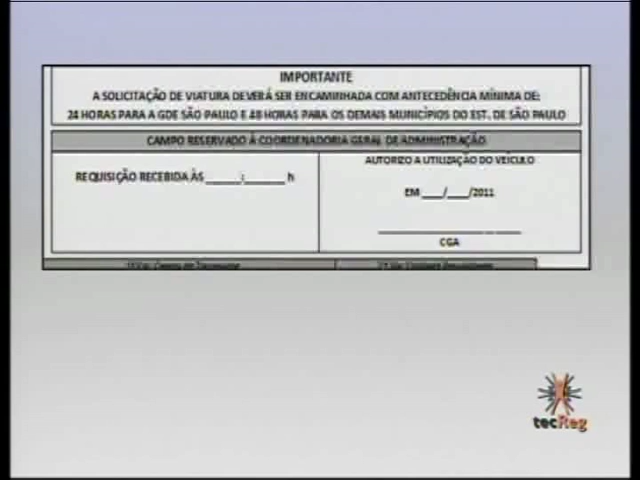 IMPORTANTE
A SOLICITAÇÃO DE VIATURA DEVERÁ SER ENCAMINHADA COM ANTECEDÊNCIA MÍNIMA DE:
24 HORAS PARA A GDE SÃO PAULO E 48 HORAS PARA OS DEMAIS MUNICÍPIOS DO EST. DE SÃO PAULO
CAMPO RESERVADO À COORDENADORIA GERAL DE ADMINISTRAÇÃO
REQUISIÇÃO RECEBIDA ÀS ______:_______ h
AUTORIZO A UTILIZAÇÃO DO VEÍCULO
EM ___/___/2011
CGA
tecReg